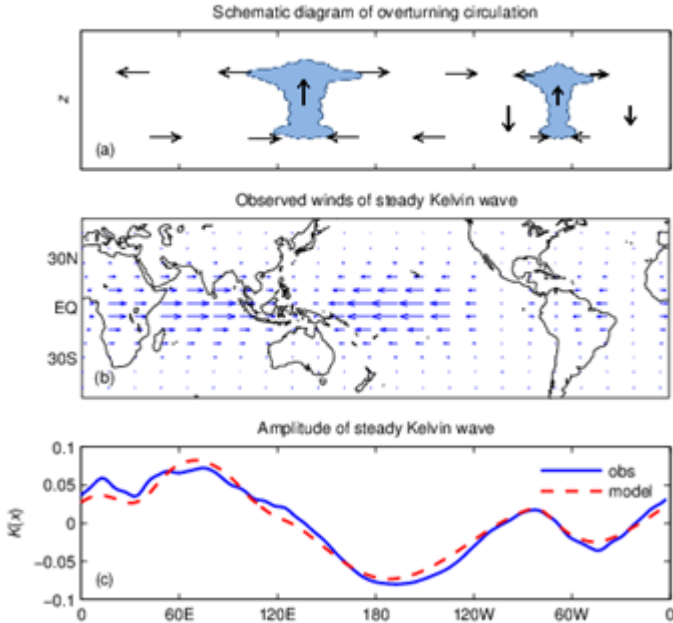 Schematic diagram of overturning circulation
z
(a)
Observed winds of steady Kelvin wave
30N
EQ
30S
(b)
Amplitude of steady Kelvin wave
0.1
0.05
0
−0.05
−0.1
K(x)
obs
model
(c)
0 60E 120E 180 120W 60W 0